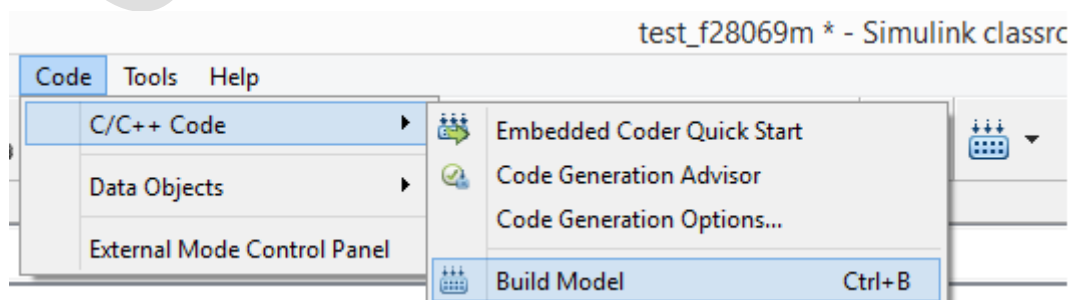 test_f28069m * - Simulink classrc
Code Tools Help
C/C++ Code
Data Objects
External Mode Control Panel
Embedded Coder Quick Start
Code Generation Advisor
Code Generation Options...
Build Model Ctrl+B